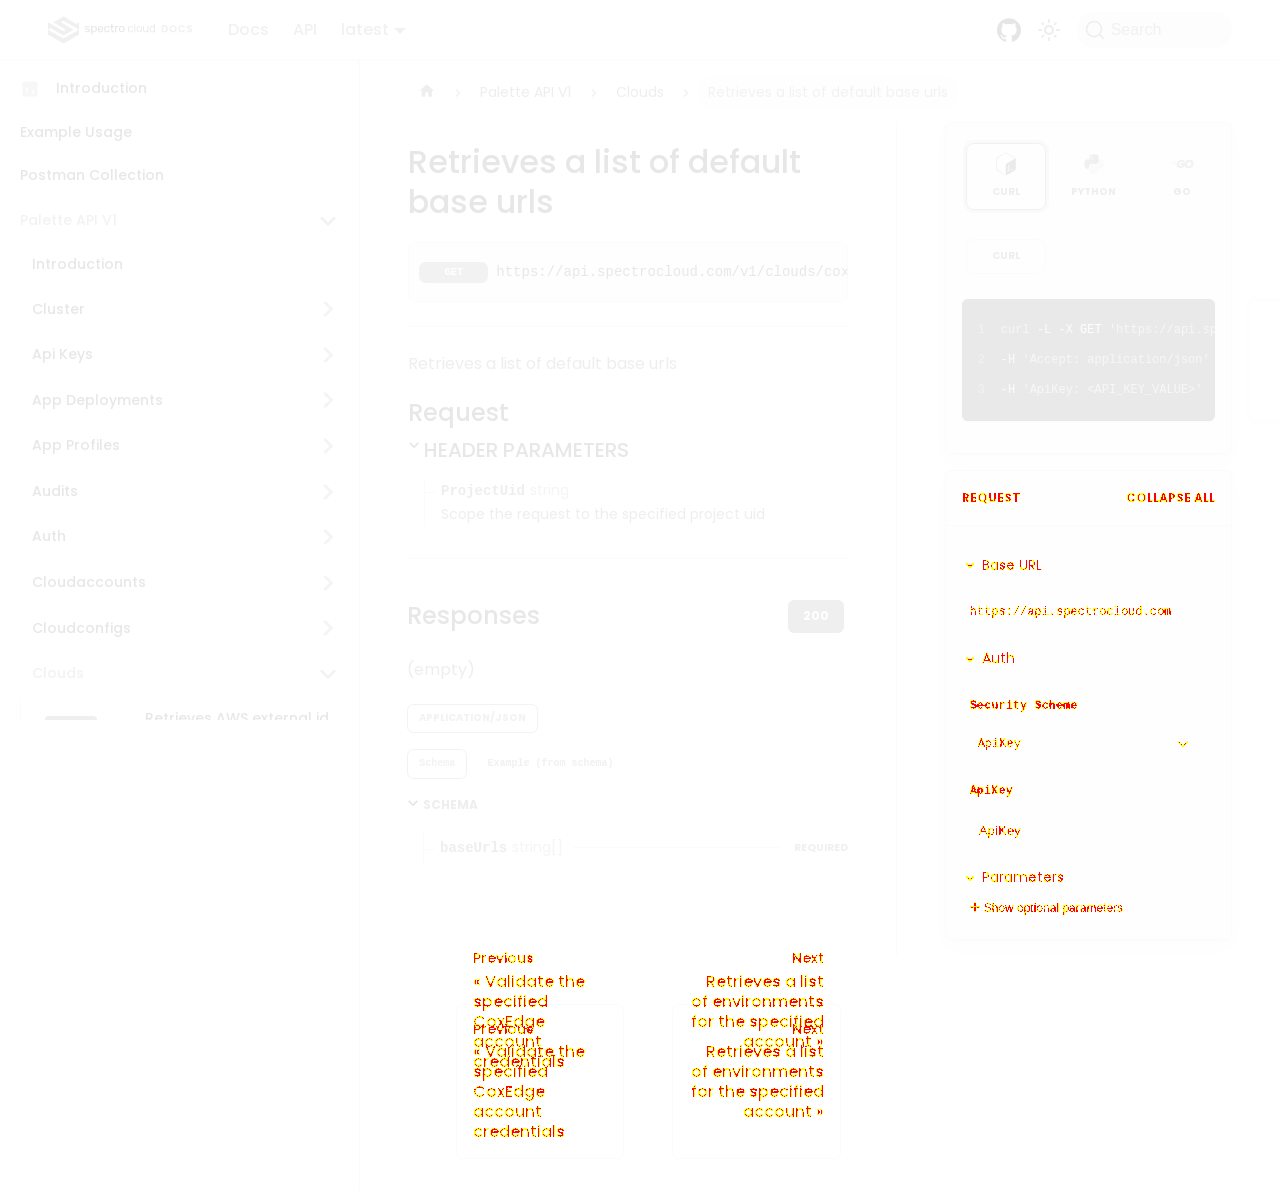 spectro cloud DOCS Docs API latest Search
Introduction
Example Usage
Postman Collection
Palette API V1
Introduction
Cluster
Api Keys
App Deployments
App Profiles
Audits
Auth
Cloudaccounts
Cloudconfigs
Clouds
Retrieves AWS external id
Palette API V1 Clouds Retrieves a list of default base urls
Retrieves a list of default
base urls
GET https://api.spectrocloud.com/v1/clouds/cox
Retrieves a list of default base urls
Request
HEADER PARAMETERS
ProjectUid string
Scope the request to the specified project uid
Responses 200
(empty)
APPLICATION/JSON
Schema Example (from schema)
SCHEMA
baseUrls string[] REQUIRED
Previous
« Validate the
specified
CoxEdge
account
credentials
Next
Retrieves a list
of environments
for the specified
account »
Previous
« Validate the
specified
CoxEdge
account
credentials
Next
Retrieves a list
of environments
for the specified
account »
CURL PYTHON GO
CURL
1 curl -L -X GET 'https://api.sp
2 -H 'Accept: application/json'
3 -H 'ApiKey: <API_KEY_VALUE>'
REQUEST COLLAPSE ALL
Base URL
https://api.spectrocloud.com
Auth
Security Scheme
ApiKey
ApiKey
ApiKey
Parameters
Show optional parameters